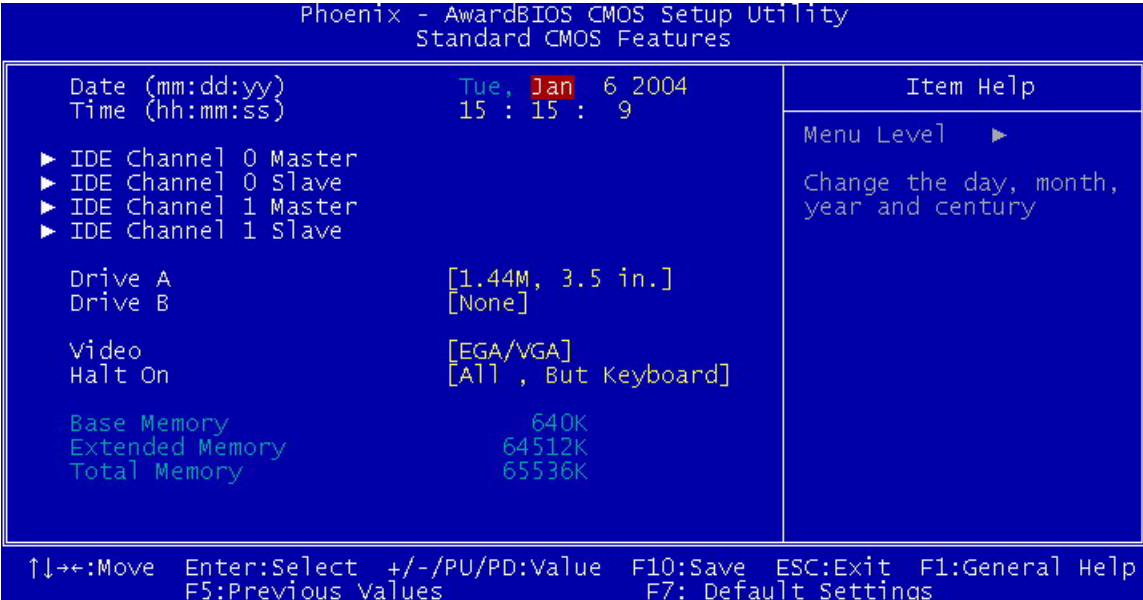 Phoenix - AwardBIOS CMOS Setup Utility
Standard CMOS Features
Date (mm:dd:yy) Tue, Jan 6 2004
Time (hh:mm:ss) 15 : 15 : 9
► IDE Channel 0 Master
► IDE Channel 0 Slave
► IDE Channel 1 Master
► IDE Channel 1 Slave
Drive A [1.44M, 3.5 in.]
Drive B [None]
Video [EGA/VGA]
Halt On [All , But Keyboard]
Base Memory 640K
Extended Memory 64512K
Total Memory 65536K
Item Help
Menu Level ►
Change the day, month,
year and century
↑↓→←:Move Enter:Select +/-/PU/PD:Value F10:Save ESC:Exit F1:General Help
F5:Previous Values F7: Default Settings